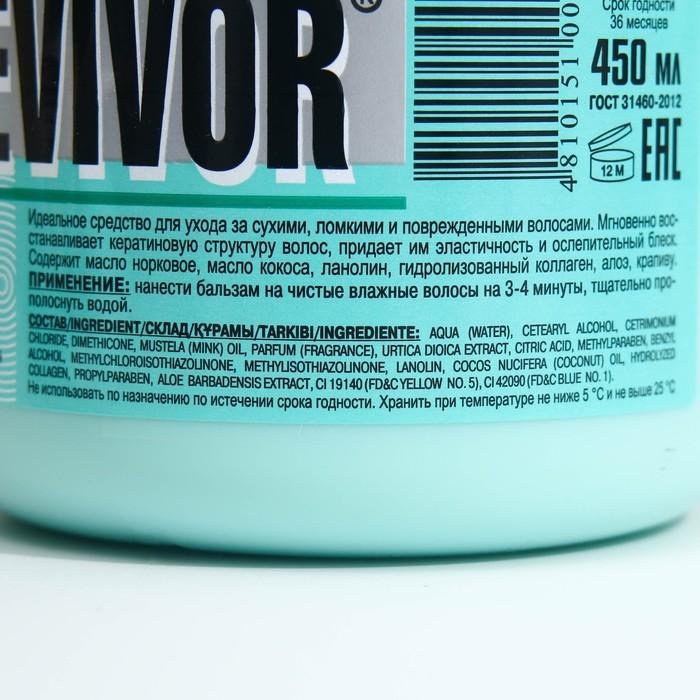 EVIVOR®
Срок годности
36 месяцев
450 МЛ
ГОСТ 31460-2012
12 M
EAC
4 810151 00
Идеальное средство для ухода за сухими, ломкими и поврежденными волосами. Мгновенно вос-
станавливает кератиновую структуру волос, придает им эластичность и ослепительный блеск.
Содержит масло норковое, масло кокоса, ланолин, гидролизованный коллаген, алоэ, крапиву.
ПРИМЕНЕНИЕ: нанести бальзам на чистые влажные волосы на 3-4 минуты, тщательно про-
полоснуть водой.
СОСТАВ/INGREDIENT/СКЛАД/ҚҰРАМЫ/TARKIBI/INGREDIENTE: AQUA (WATER), CETEARYL ALCOHOL, CETRIMONIUM
CHLORIDE, DIMETHICONE, MUSTELA (MINK) OIL, PARFUM (FRAGRANCE), URTICA DIOICA EXTRACT, CITRIC ACID, METHYLPARABEN, BENZYL
ALCOHOL, METHYLCHLOROISOTHIAZOLINONE, METHYLISOTHIAZOLINONE, LANOLIN, COCOS NUCIFERA (COCONUT) OIL, HYDROLYZED
COLLAGEN, PROPYLPARABEN, ALOE BARBADENSIS EXTRACT, CI 19140 (FD&C YELLOW NO. 5), CI 42090 (FD&C BLUE NO. 1).
Не использовать по назначению по истечении срока годности. Хранить при температуре не ниже 5 °C и не выше 25 °C